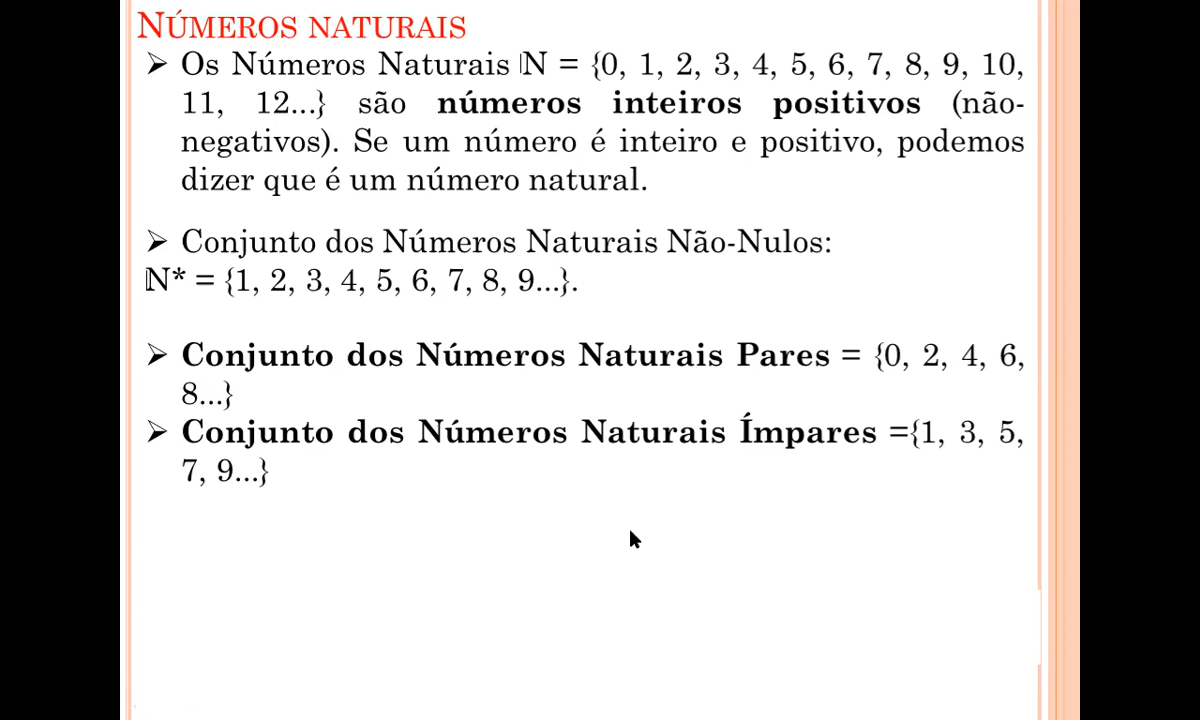 NÚMEROS NATURAIS
➢ Os Números Naturais N = {0, 1, 2, 3, 4, 5, 6, 7, 8, 9, 10,
11, 12...} são números inteiros positivos (não-
negativos). Se um número é inteiro e positivo, podemos
dizer que é um número natural.
➢ Conjunto dos Números Naturais Não-Nulos:
N* = {1, 2, 3, 4, 5, 6, 7, 8, 9...}.
➢ Conjunto dos Números Naturais Pares = {0, 2, 4, 6,
8...}
➢ Conjunto dos Números Naturais Ímpares ={1, 3, 5,
7, 9...}